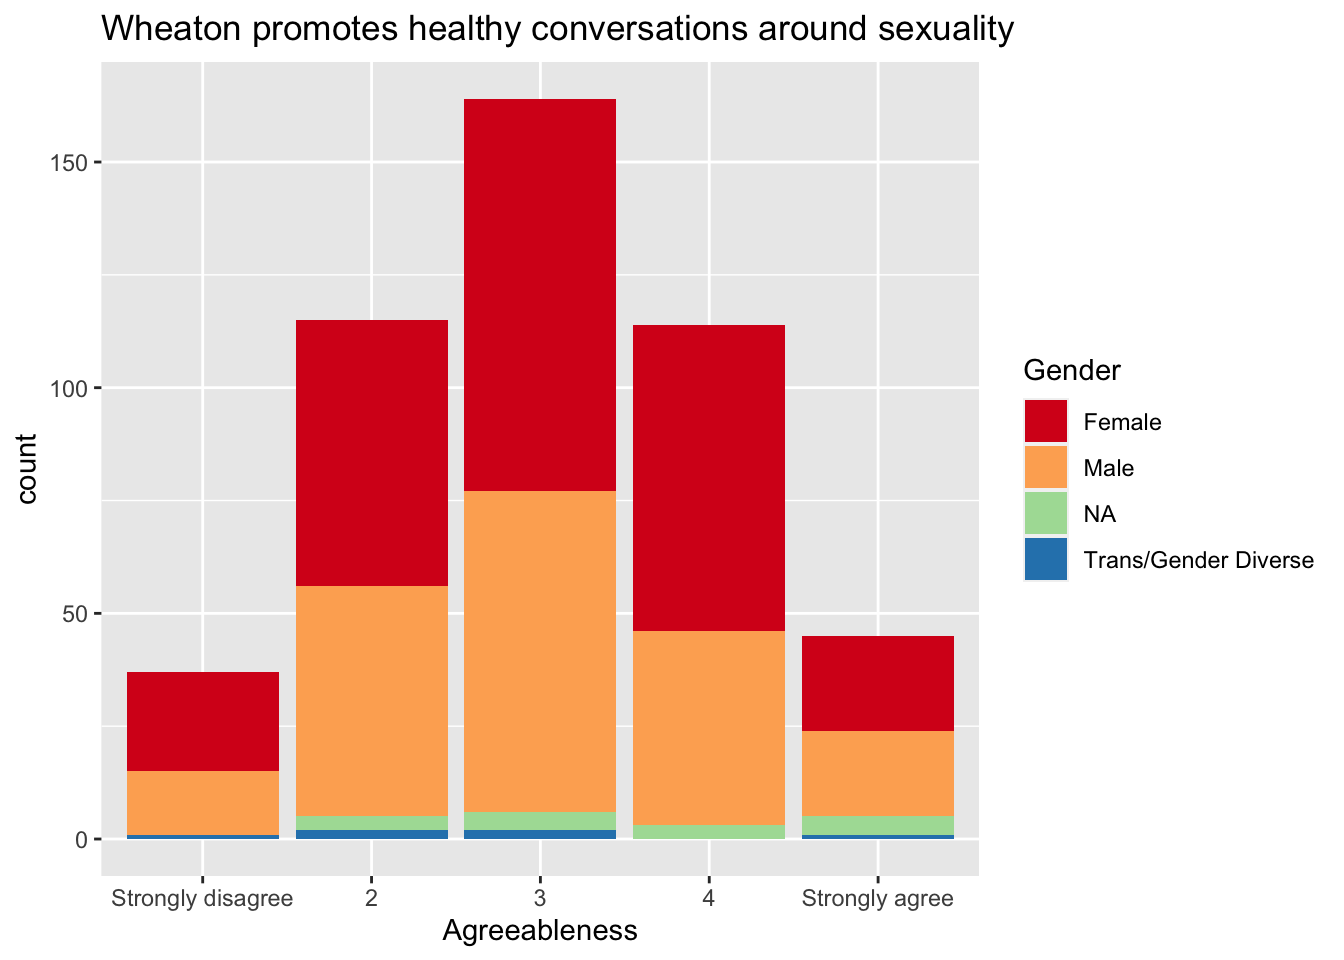 Wheaton promotes healthy conversations around sexuality
150
100
50
0
count
Strongly disagree 2 3 4 Strongly agree
Agreeableness
Gender
Female
Male
NA
Trans/Gender Diverse